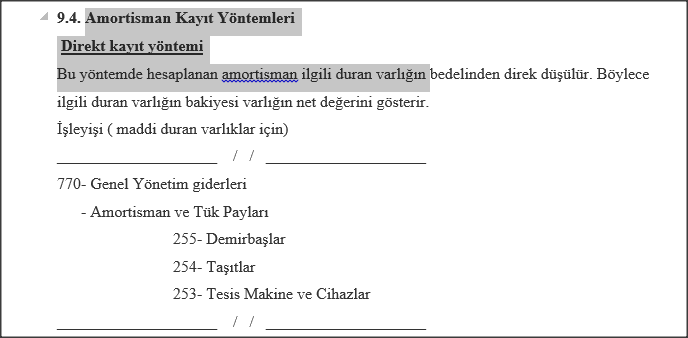 9.4. Amortisman Kayıt Yöntemleri
Direkt kayıt yöntemi
Bu yöntemde hesaplanan amortisman ilgili duran varlığın bedelinden direk düşülür. Böylece
ilgili duran varlığın bakiyesi varlığın net değerini gösterir.
İşleyişi ( maddi duran varlıklar için)
____________________ / / ____________________
770- Genel Yönetim giderleri
- Amortisman ve Tük Payları
255- Demirbaşlar
254- Taşıtlar
253- Tesis Makine ve Cihazlar
____________________ / / ____________________